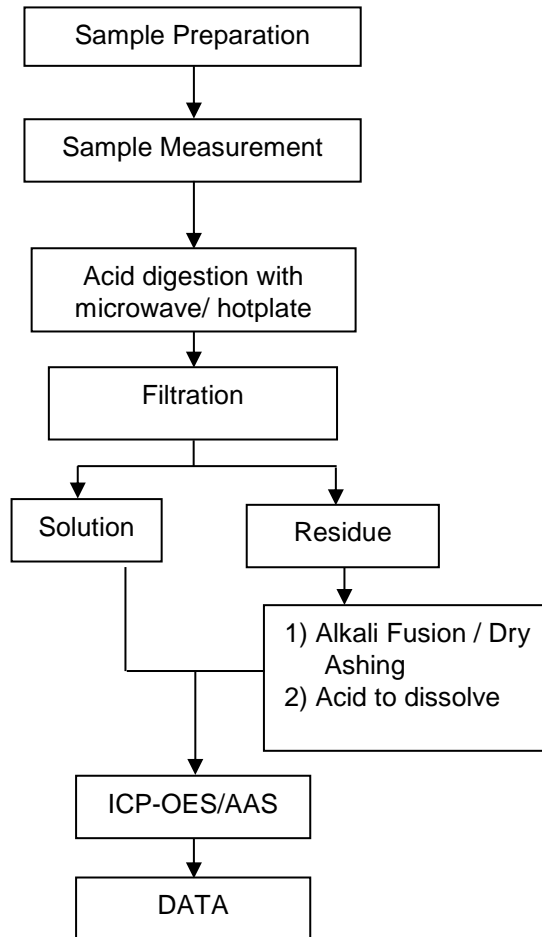 Sample Preparation
Sample Measurement
Acid digestion with
microwave/ hotplate
Filtration
Solution
Residue
1) Alkali Fusion / Dry
Ashing
2) Acid to dissolve
ICP-OES/AAS
DATA